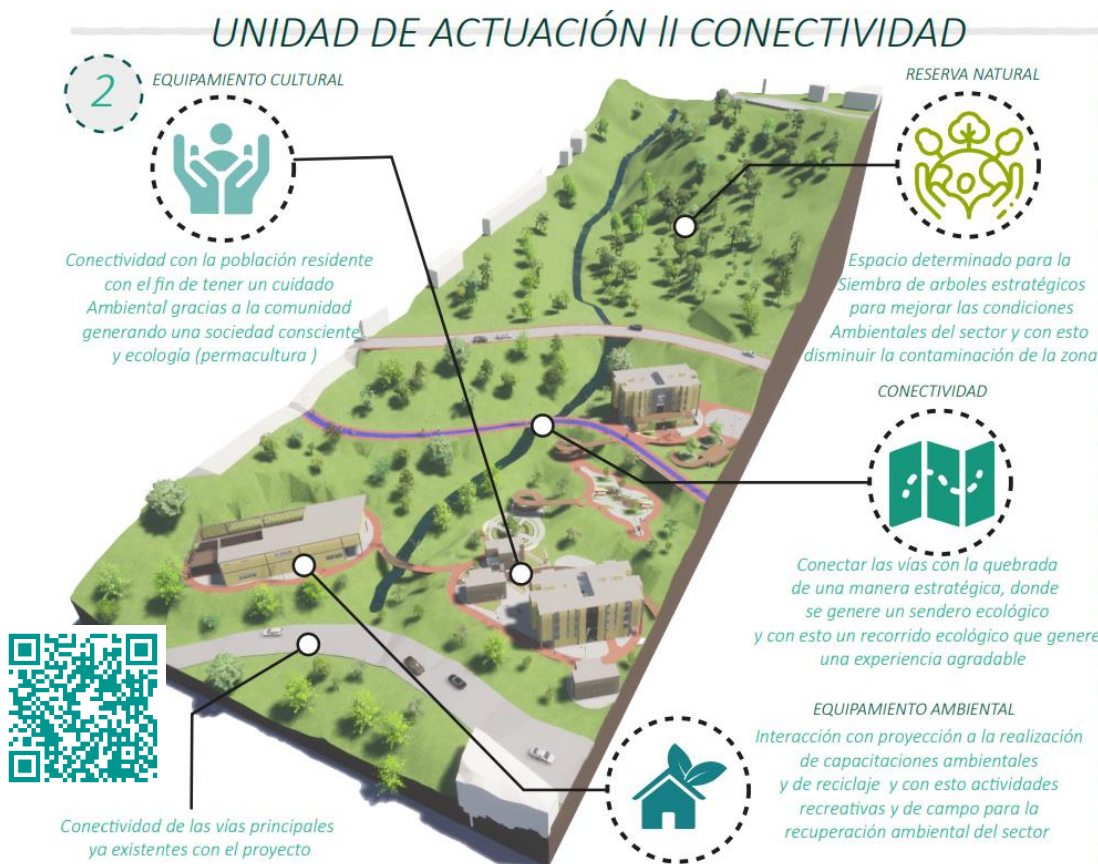 UNIDAD DE ACTUACIÓN II CONECTIVIDAD
2
EQUIPAMIENTO CULTURAL
Conectividad con la población residente
con el fin de tener un cuidado
Ambiental gracias a la comunidad
generando una sociedad consciente
y ecología (permacultura )
RESERVA NATURAL
Espacio determinado para la
Siembra de arboles estratégicos
para mejorar las condiciones
Ambientales del sector y con esto
disminuir la contaminación de la zona
CONECTIVIDAD
Conectar las vías con la quebrada
de una manera estratégica, donde
se genere un sendero ecológico
y con esto un recorrido ecológico que genere
una experiencia agradable
EQUIPAMIENTO AMBIENTAL
Interacción con proyección a la realización
de capacitaciones ambientales
y de reciclaje y con esto actividades
recreativas y de campo para la
recuperación ambiental del sector
Conectividad de las vías principales
ya existentes con el proyecto